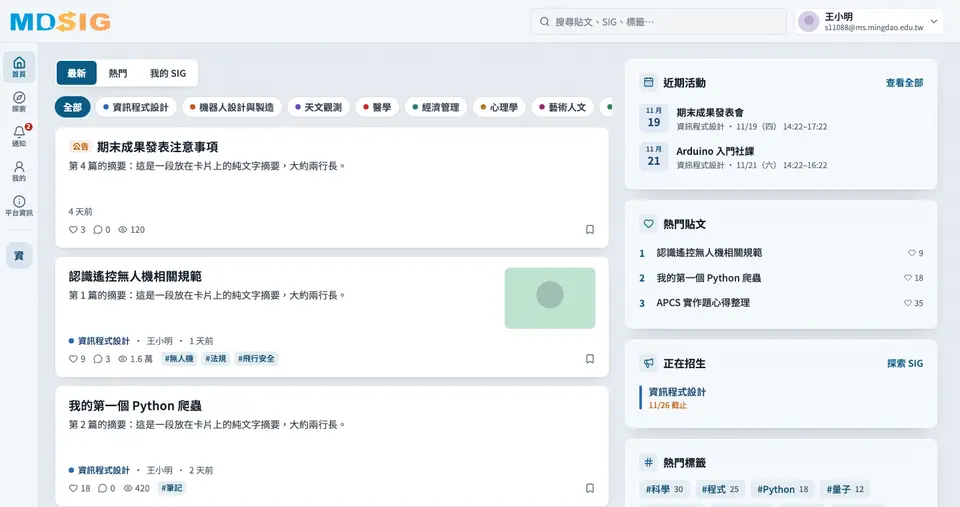 MDSIG
搜尋貼文、SIG、標籤…
王小明
s11088@ms.mingdao.edu.tw
首頁
探索
2
通知
我的
平台資訊
資
最新
熱門
我的 SIG
全部
資訊程式設計
機器人設計與製造
天文觀測
醫學
經濟管理
心理學
藝術人文
公告 期末成果發表注意事項
第 4 篇的摘要：這是一段放在卡片上的純文字摘要，大約兩行長。
4 天前
3 0 120
認識遙控無人機相關規範
第 1 篇的摘要：這是一段放在卡片上的純文字摘要，大約兩行長。
資訊程式設計 · 王小明 · 1 天前
9 3 1.6 萬 #無人機 #法規 #飛行安全
我的第一個 Python 爬蟲
第 2 篇的摘要：這是一段放在卡片上的純文字摘要，大約兩行長。
資訊程式設計 · 王小明 · 2 天前
18 0 420 #筆記
近期活動
查看全部
11 月
19
期末成果發表會
資訊程式設計 · 11/19（四） 14:22–17:22
11 月
21
Arduino 入門社課
資訊程式設計 · 11/21（六） 14:22–16:22
熱門貼文
1 認識遙控無人機相關規範 9
2 我的第一個 Python 爬蟲 18
3 APCS 實作題心得整理 35
正在招生
探索 SIG
資訊程式設計
11/26 截止
熱門標籤
#科學 30 #程式 25 #Python 18 #量子 12